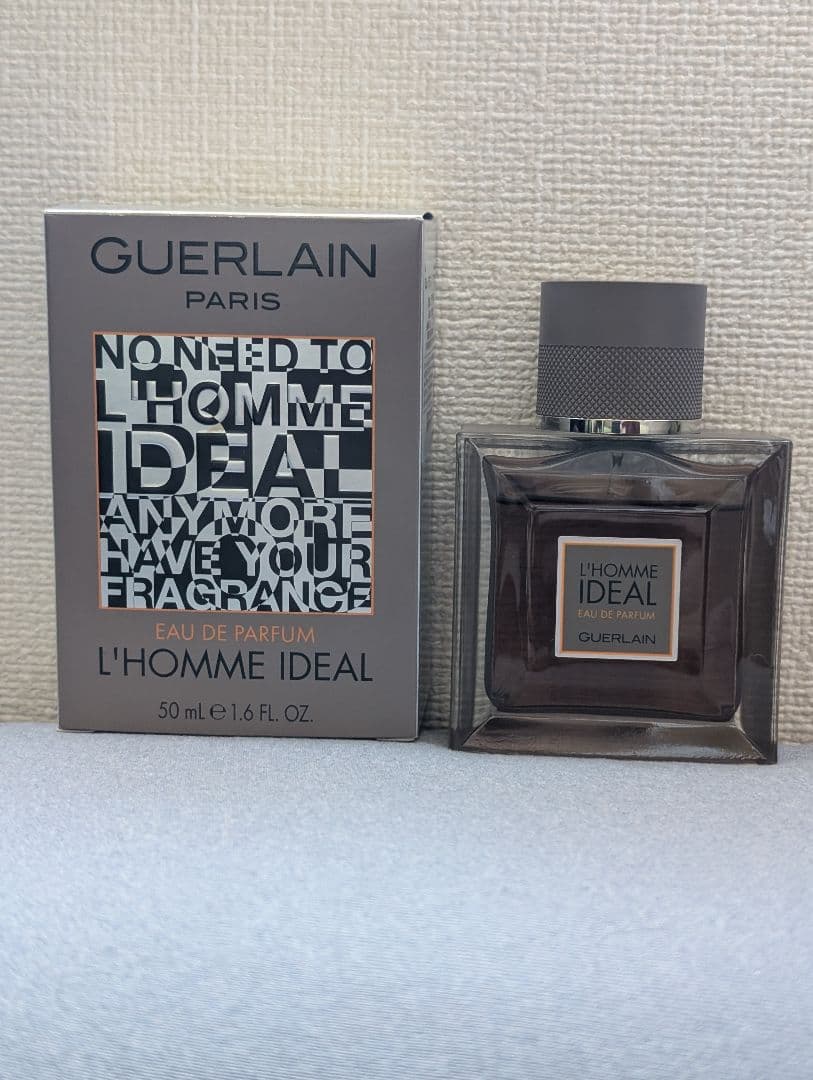 GUERLAIN
PARIS
NO NEED TO
L'HOMME
IDEAL
ANYMORE
HAVE YOUR
FRAGRANCE
EAU DE PARFUM
L'HOMME IDEAL
50 mL e 1.6 FL. OZ.
L'HOMME
IDEAL
EAU DE PARFUM
GUERLAIN